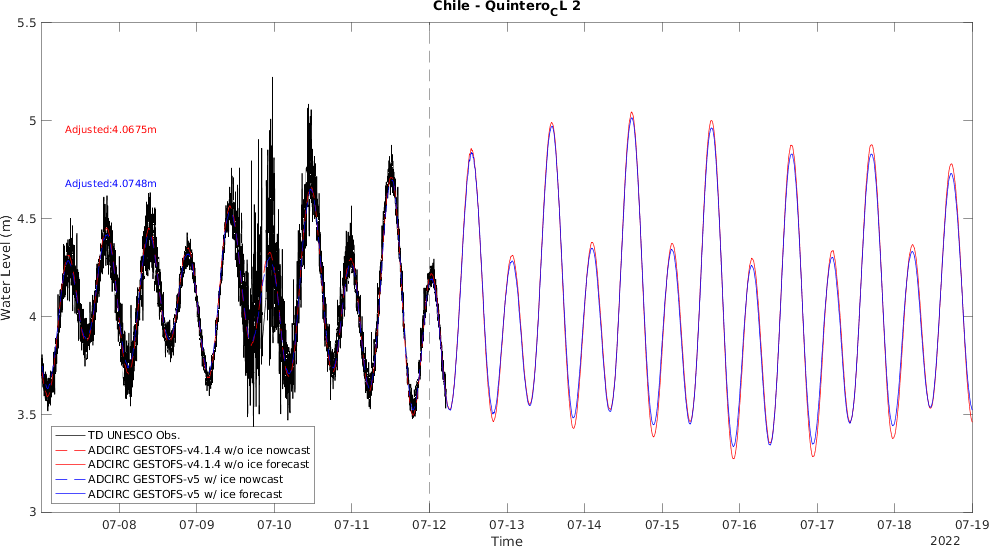 Chile - Quintero_CL 2
5.5
5
4.5
4
3.5
3
Water Level (m)
Adjusted:4.0675m
Adjusted:4.0748m
TD UNESCO Obs.
ADCIRC GESTOFS-v4.1.4 w/o ice nowcast
ADCIRC GESTOFS-v4.1.4 w/o ice forecast
ADCIRC GESTOFS-v5 w/ ice nowcast
ADCIRC GESTOFS-v5 w/ ice forecast
07-08 07-09 07-10 07-11 07-12 07-13 07-14 07-15 07-16 07-17 07-18 07-19
Time
2022